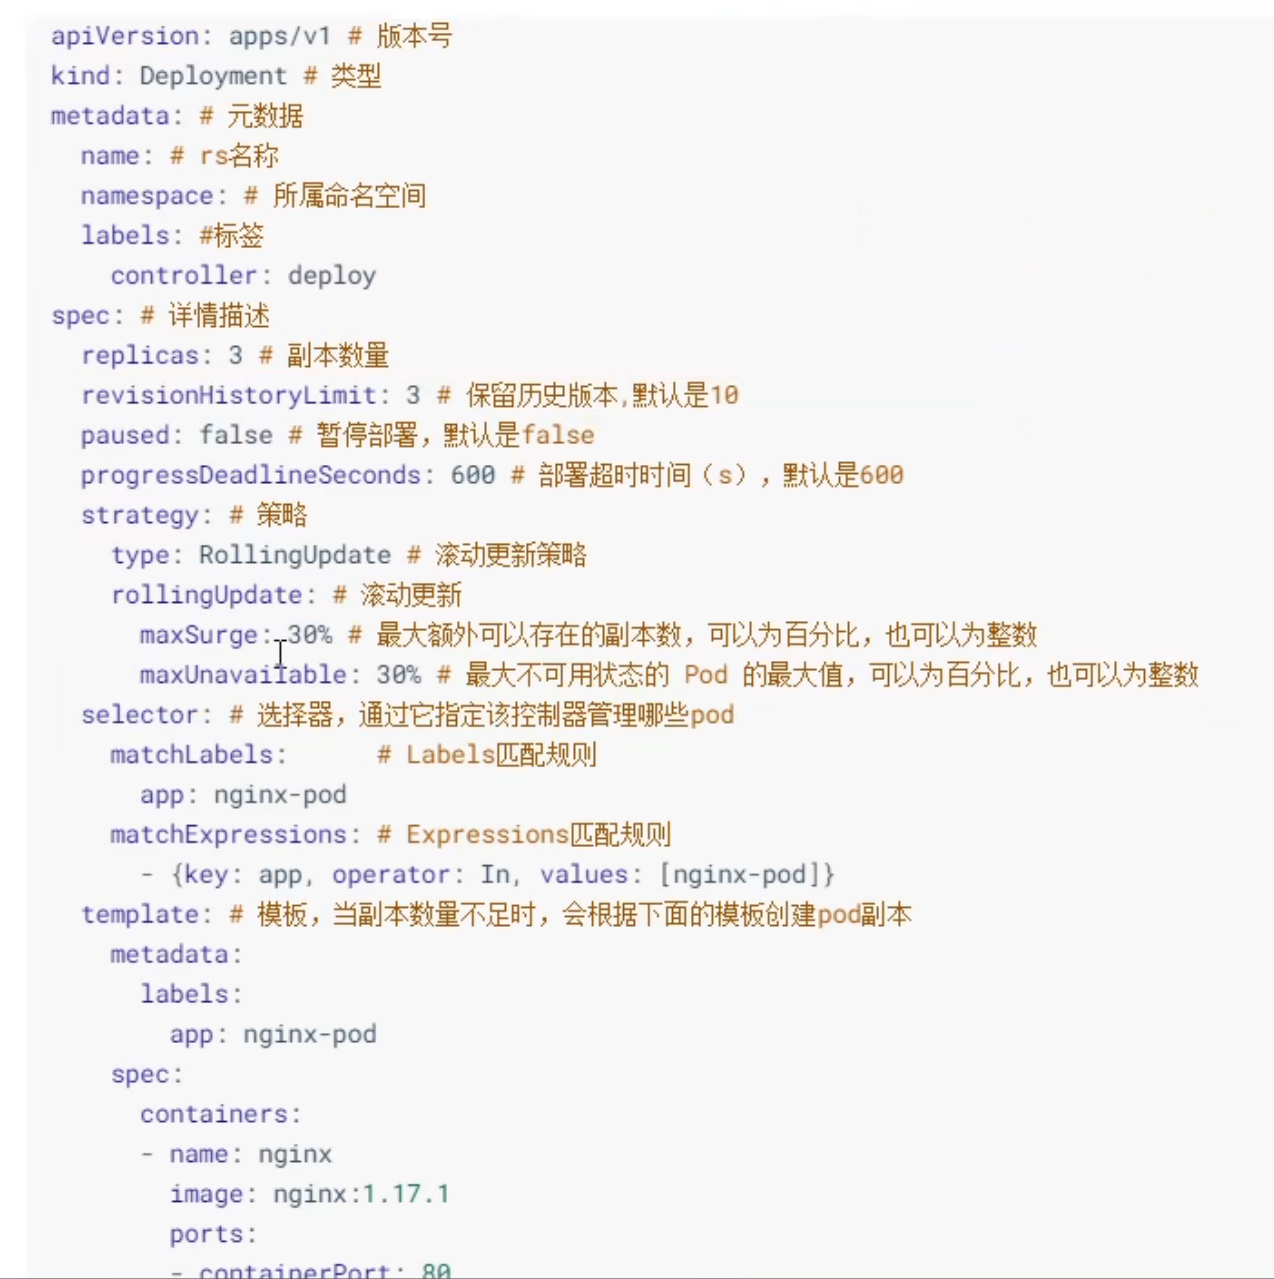 apiVersion: apps/v1 # 版本号
kind: Deployment # 类型
metadata: # 元数据
  name: # rs名称
  namespace: # 所属命名空间
  labels: #标签
    controller: deploy
spec: # 详情描述
  replicas: 3 # 副本数量
  revisionHistoryLimit: 3 # 保留历史版本,默认是10
  paused: false # 暂停部署，默认是false
  progressDeadlineSeconds: 600 # 部署超时时间（s），默认是600
  strategy: # 策略
    type: RollingUpdate # 滚动更新策略
    rollingUpdate: # 滚动更新
      maxSurge: 30% # 最大额外可以存在的副本数，可以为百分比，也可以为整数
      maxUnavailable: 30% # 最大不可用状态的 Pod 的最大值，可以为百分比，也可以为整数
  selector: # 选择器，通过它指定该控制器管理哪些pod
    matchLabels:      # Labels匹配规则
      app: nginx-pod
    matchExpressions: # Expressions匹配规则
      - {key: app, operator: In, values: [nginx-pod]}
  template: # 模板，当副本数量不足时，会根据下面的模板创建pod副本
    metadata:
      labels:
        app: nginx-pod
    spec:
      containers:
      - name: nginx
        image: nginx:1.17.1
        ports:
        - containerPort: 80